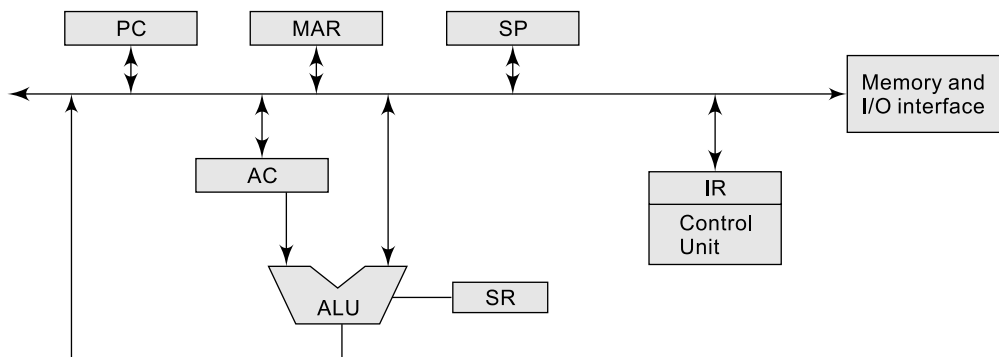 PC
MAR
SP
Memory and
I/O interface
AC
IR
Control
Unit
ALU
SR